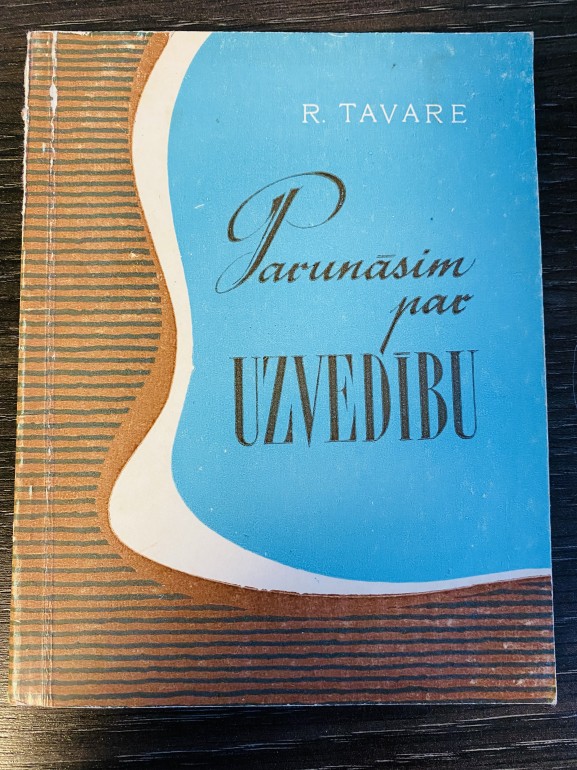 R. TAVARE
Parunāsim
par
UZVEDĪBU